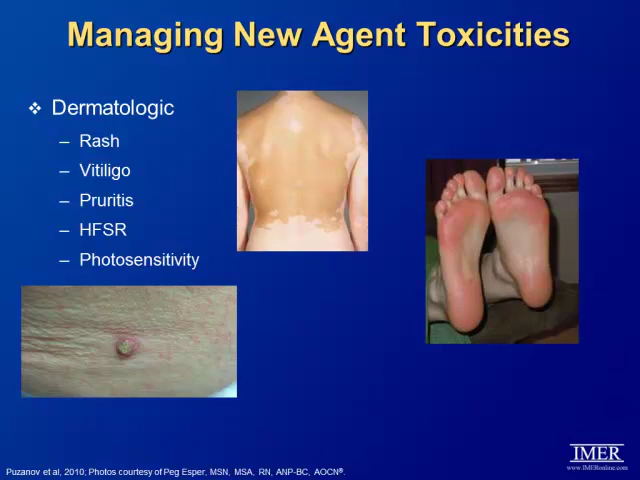 Managing New Agent Toxicities
❖ Dermatologic
– Rash
– Vitiligo
– Pruritis
– HFSR
– Photosensitivity
IMER
www.IMERonline.com
Puzanov et al, 2010; Photos courtesy of Peg Esper, MSN, MSA, RN, ANP-BC, AOCN®.